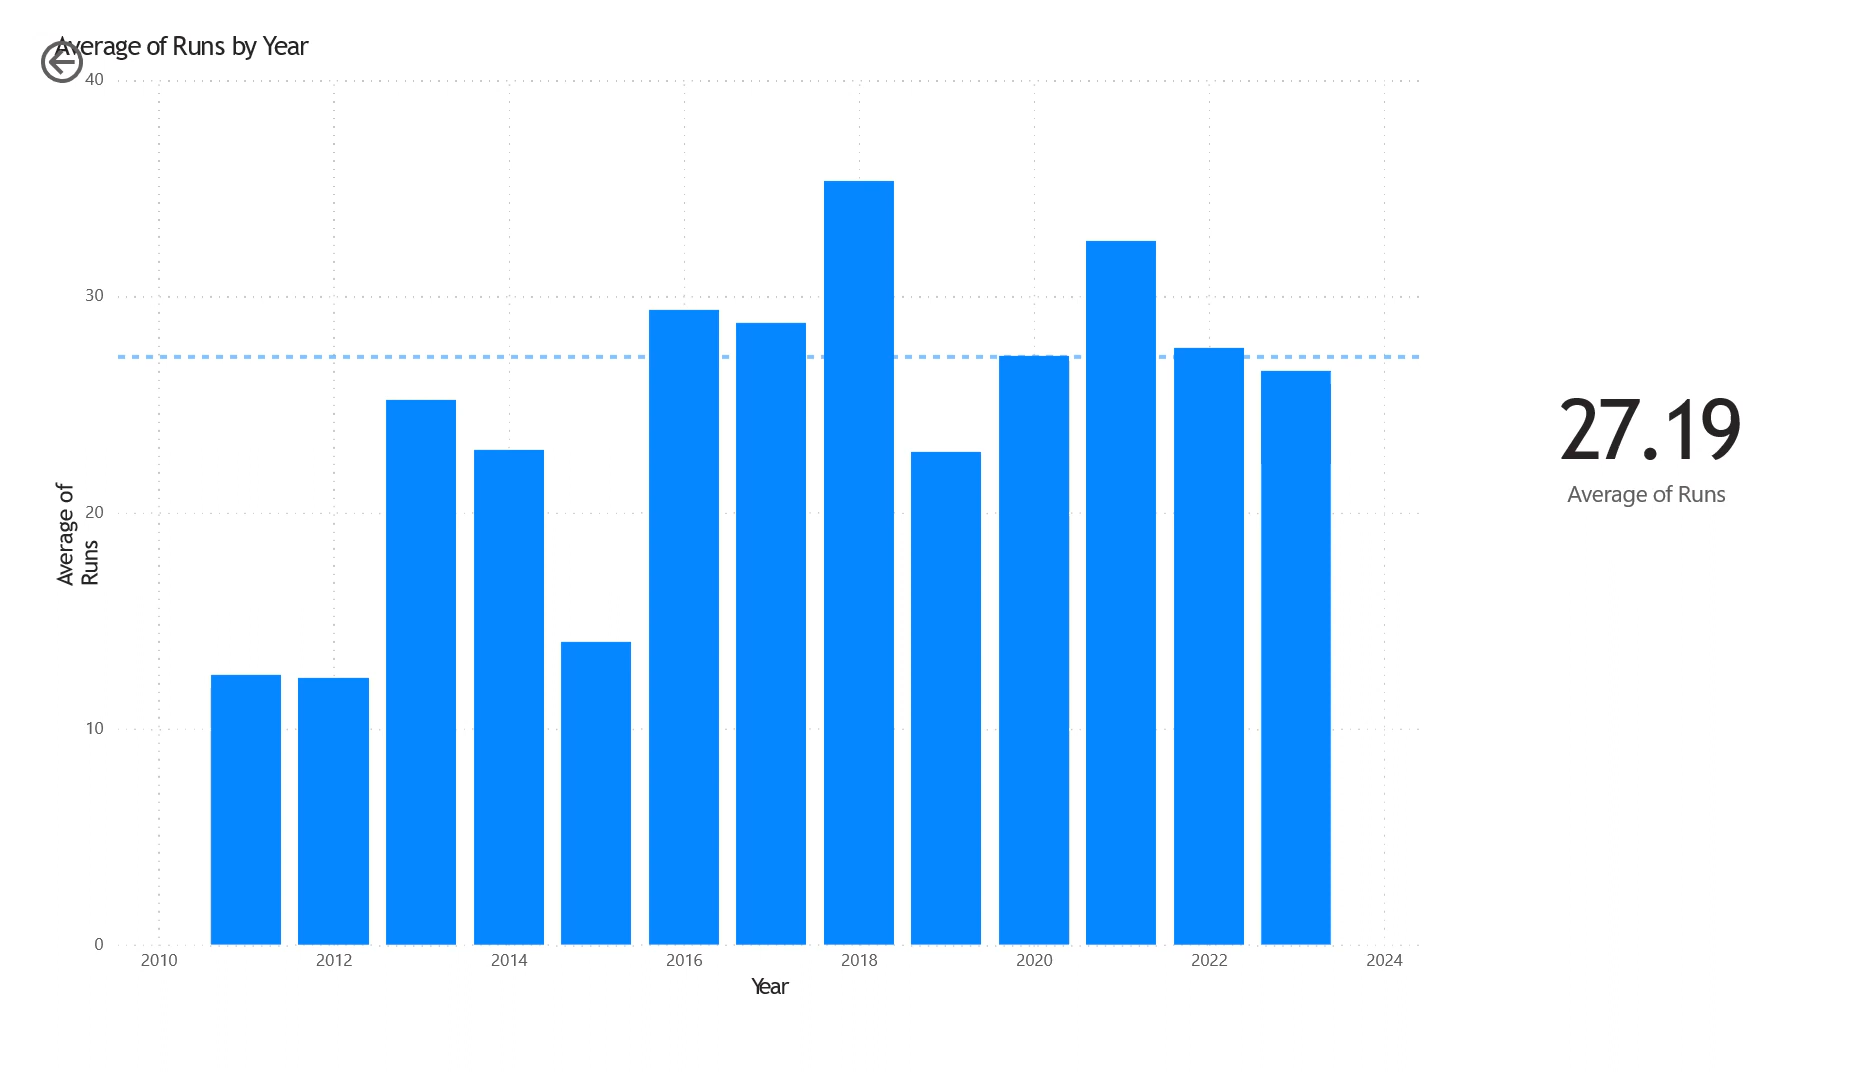 Average of Runs by Year
40
30
20
10
0
Average of
Runs
2010 2012 2014 2016 2018 2020 2022 2024
Year
27.19
Average of Runs